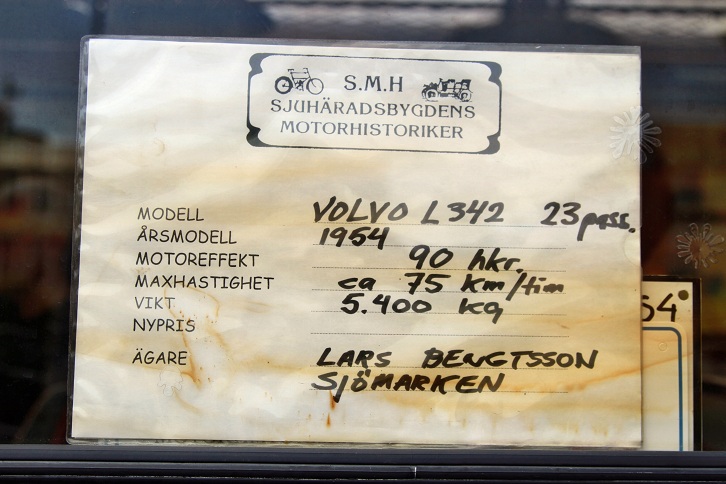 S.M.H
SJUHÄRADSBYGDENS
MOTORHISTORIKER
MODELL VOLVO L342 23 pass.
ÅRSMODELL 1954
MOTOREFFEKT 90 hkr.
MAXHASTIGHET ca 75 km/tim
VIKT 5.400 kg
NYPRIS
ÄGARE LARS BENGTSSON
SJÖMARKEN
54